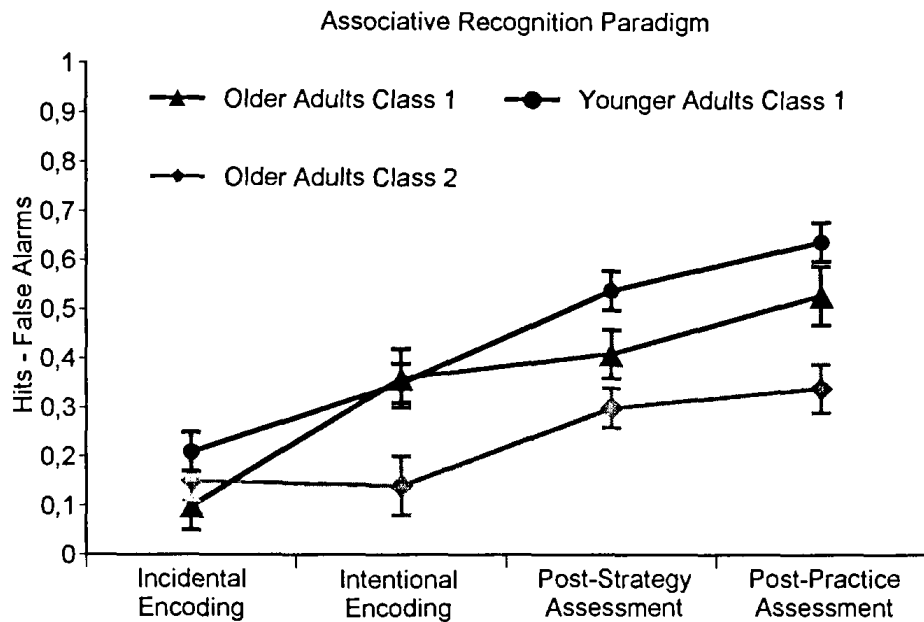 Associative Recognition Paradigm
Hits - False Alarms
1
0,9
0,8
0,7
0,6
0,5
0,4
0,3
0,2
0,1
0
Older Adults Class 1
Younger Adults Class 1
Older Adults Class 2
Incidental
Encoding
Intentional
Encoding
Post-Strategy
Assessment
Post-Practice
Assessment